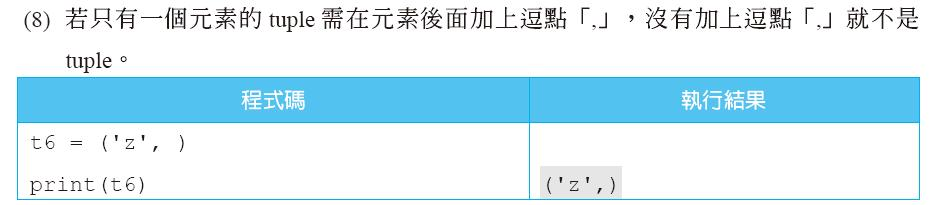 (8) 若只有一個元素的 tuple 需在元素後面加上逗點「,」，沒有加上逗點「,」就不是
tuple。
程式碼 執行結果
t6 = ('z', )
print(t6) ('z',)